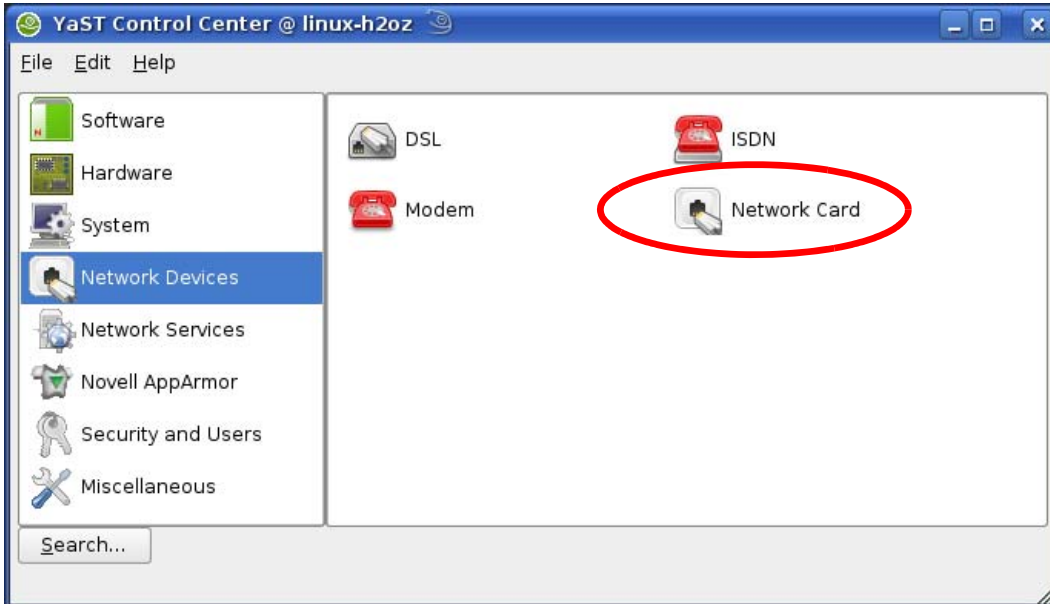 YaST Control Center @ linux-h2oz
File Edit Help
Software
Hardware
System
Network Devices
Network Services
Novell AppArmor
Security and Users
Miscellaneous
DSL
ISDN
Modem
Network Card
Search...